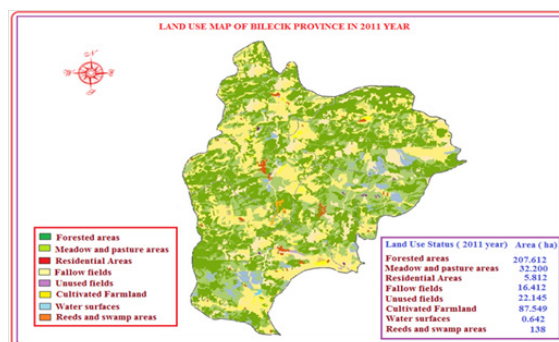 LAND USE MAP OF BILECIK PROVINCE IN 2011 YEAR
N
W
E
S
Forested areas
Meadow and pasture areas
Residential Areas
Fallow fields
Unused fields
Cultivated Farmland
Water surfaces
Reeds and swamp areas
Land Use Status ( 2011 year) Area ( ha)
Forested areas 207.612
Meadow and pasture areas 32.200
Residential Areas 5.812
Fallow fields 16.412
Unused fields 22.145
Cultivated Farmland 87.549
Water surfaces 0.642
Reeds and swap areas 138